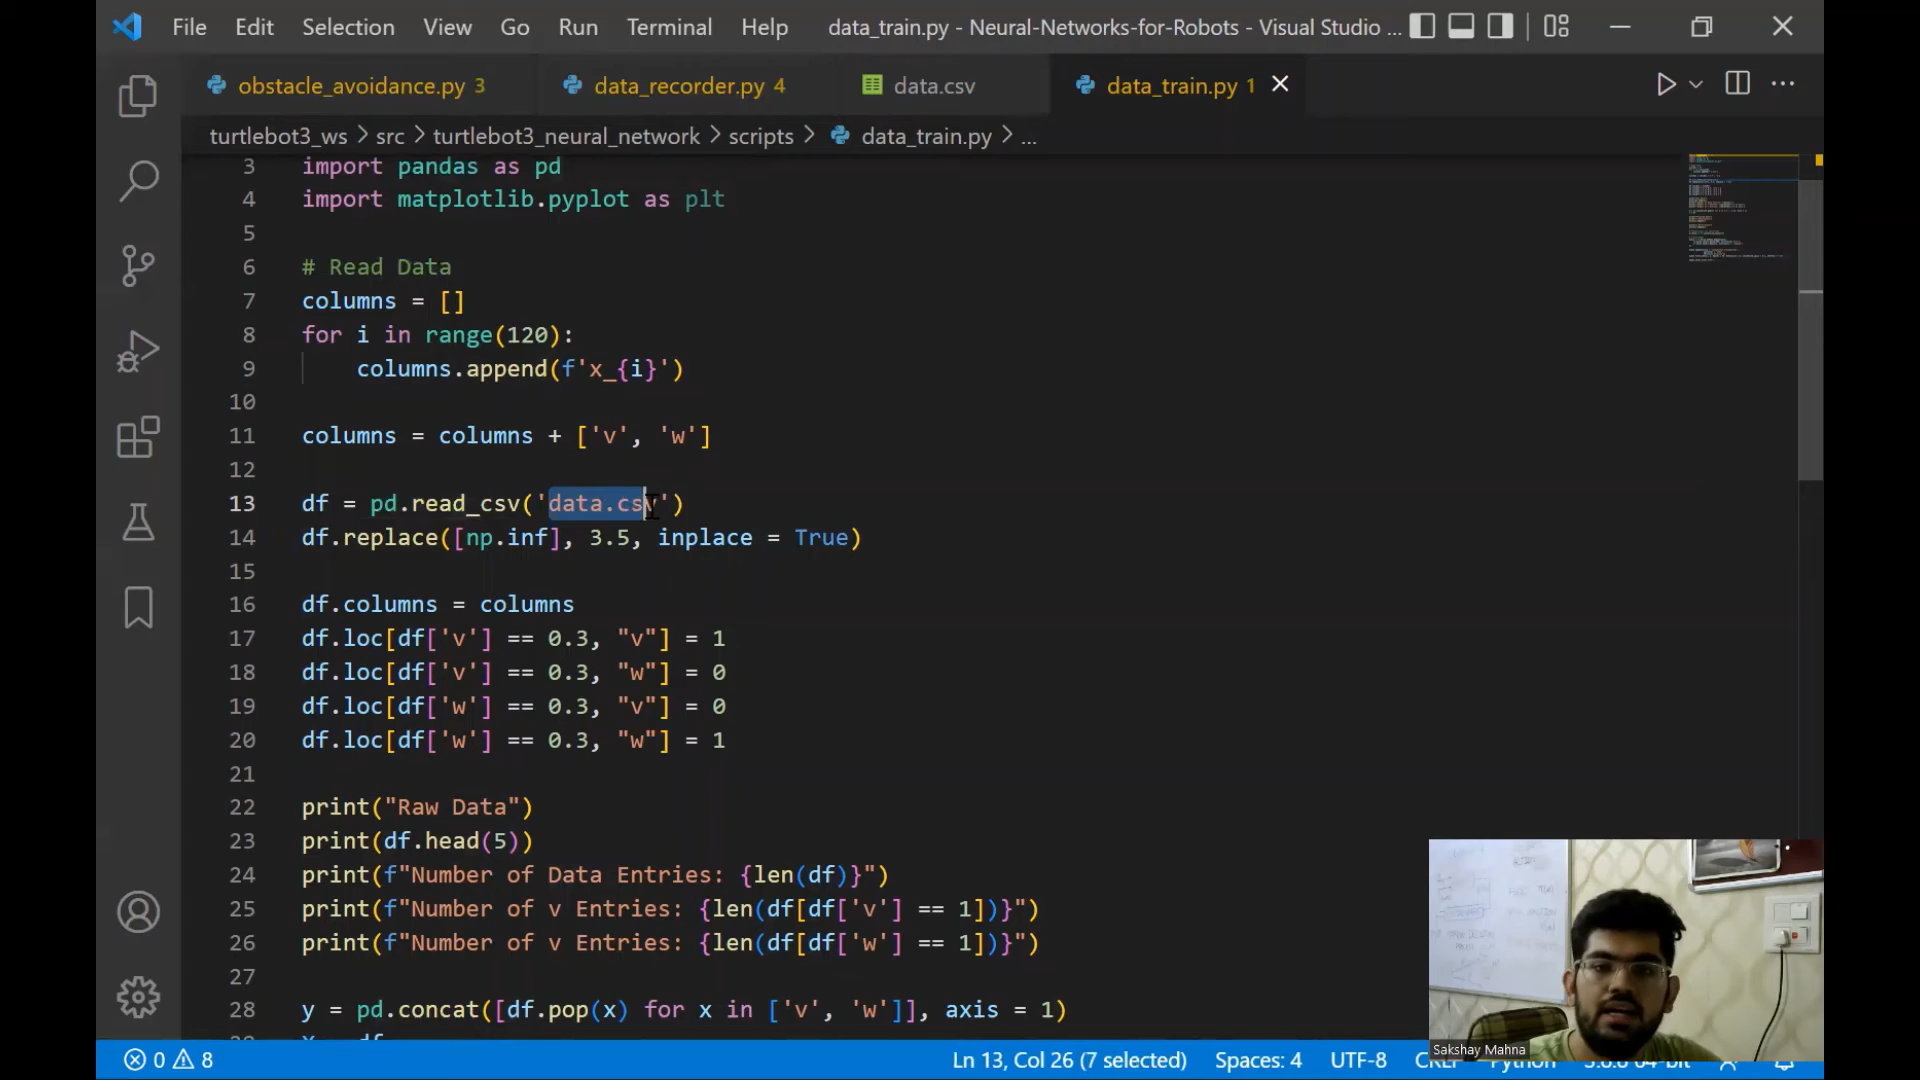 File Edit Selection View Go Run Terminal Help data_train.py - Neural-Networks-for-Robots - Visual Studio ...
obstacle_avoidance.py 3 data_recorder.py 4 data.csv data_train.py 1
turtlebot3_ws > src > turtlebot3_neural_network > scripts > data_train.py > ...
3 import pandas as pd
4 import matplotlib.pyplot as plt
5
6 # Read Data
7 columns = []
8 for i in range(120):
9 columns.append(f'x_{i}')
10
11 columns = columns + ['v', 'w']
12
13 df = pd.read_csv('data.csv')
14 df.replace([np.inf], 3.5, inplace = True)
15
16 df.columns = columns
17 df.loc[df['v'] == 0.3, "v"] = 1
18 df.loc[df['v'] == 0.3, "w"] = 0
19 df.loc[df['w'] == 0.3, "v"] = 0
20 df.loc[df['w'] == 0.3, "w"] = 1
21
22 print("Raw Data")
23 print(df.head(5))
24 print(f"Number of Data Entries: {len(df)}")
25 print(f"Number of v Entries: {len(df[df['v'] == 1])}")
26 print(f"Number of v Entries: {len(df[df['w'] == 1])}")
27
28 y = pd.concat([df.pop(x) for x in ['v', 'w']], axis = 1)
Sakshay Mahna
0 8 Ln 13, Col 26 (7 selected) Spaces: 4 UTF-8 CRLF Python